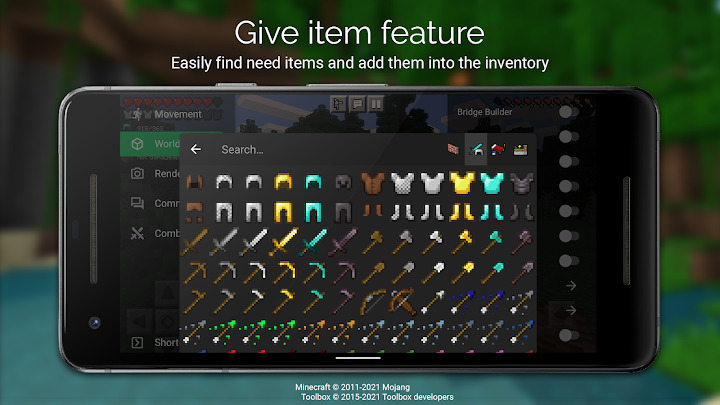 Give item feature
Easily find need items and add them into the inventory
Movement
Bridge Builder
World
Search...
Rende
Comm
Comb
Short
Minecraft © 2011-2021 Mojang
Toolbox © 2015-2021 Toolbox developers